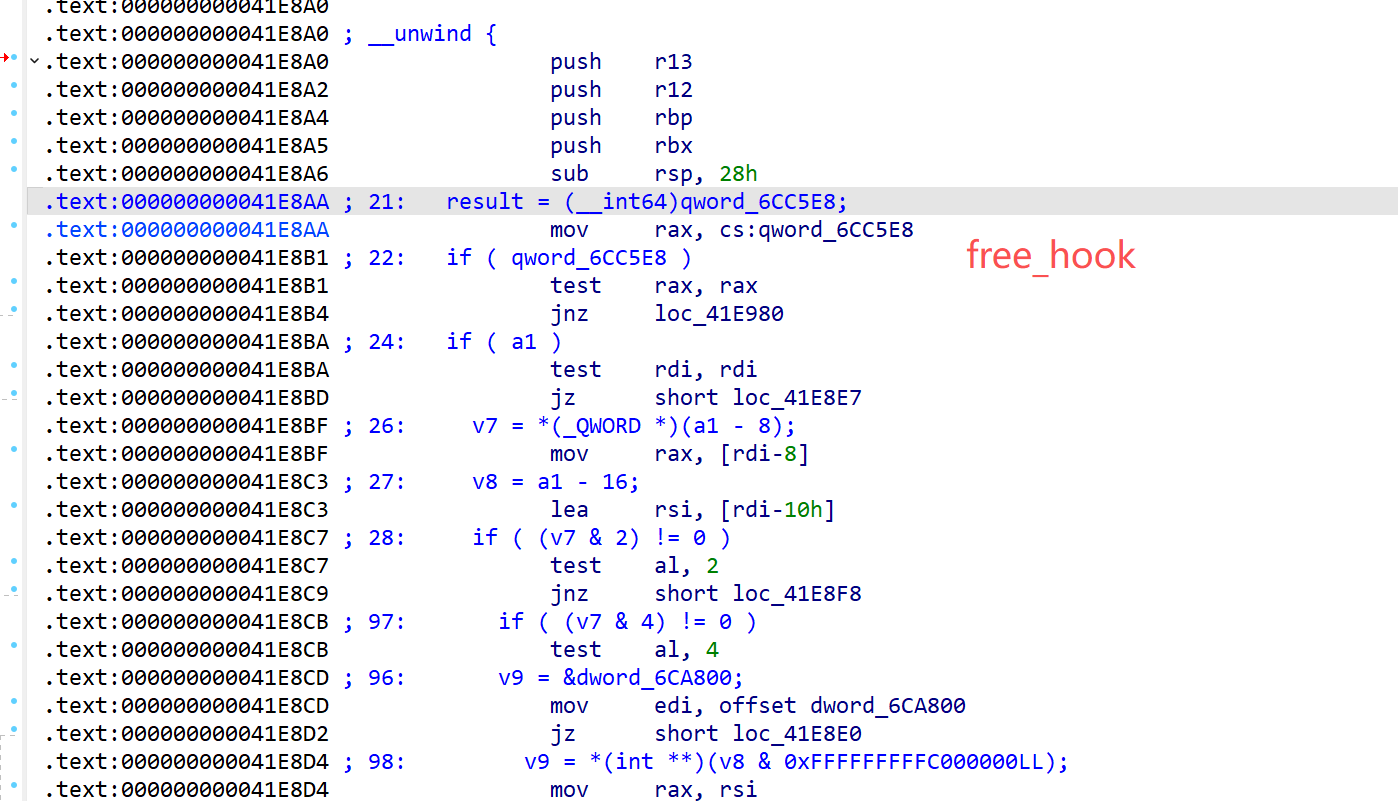 .text:000000000041E8A0
.text:000000000041E8A0 ; __unwind {
.text:000000000041E8A0 push r13
.text:000000000041E8A2 push r12
.text:000000000041E8A4 push rbp
.text:000000000041E8A5 push rbx
.text:000000000041E8A6 sub rsp, 28h
.text:000000000041E8AA ; 21: result = (__int64)qword_6CC5E8;
.text:000000000041E8AA mov rax, cs:qword_6CC5E8
free_hook
.text:000000000041E8B1 ; 22: if ( qword_6CC5E8 )
.text:000000000041E8B1 test rax, rax
.text:000000000041E8B4 jnz loc_41E980
.text:000000000041E8BA ; 24: if ( a1 )
.text:000000000041E8BA test rdi, rdi
.text:000000000041E8BD jz short loc_41E8E7
.text:000000000041E8BF ; 26: v7 = *(_QWORD *)(a1 - 8);
.text:000000000041E8BF mov rax, [rdi-8]
.text:000000000041E8C3 ; 27: v8 = a1 - 16;
.text:000000000041E8C3 lea rsi, [rdi-10h]
.text:000000000041E8C7 ; 28: if ( (v7 & 2) != 0 )
.text:000000000041E8C7 test al, 2
.text:000000000041E8C9 jnz short loc_41E8F8
.text:000000000041E8CB ; 97: if ( (v7 & 4) != 0 )
.text:000000000041E8CB test al, 4
.text:000000000041E8CD ; 96: v9 = &dword_6CA800;
.text:000000000041E8CD mov edi, offset dword_6CA800
.text:000000000041E8D2 jz short loc_41E8E0
.text:000000000041E8D4 ; 98: v9 = *(int **)(v8 & 0xFFFFFFFFFC000000LL);
.text:000000000041E8D4 mov rax, rsi